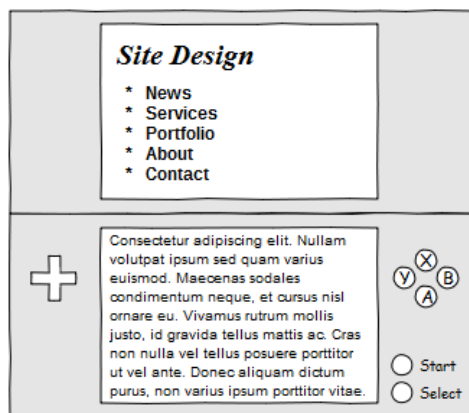 Site Design
* News
* Services
* Portfolio
* About
* Contact
Consectetur adipiscing elit. Nullam
volutpat ipsum sed quam varius
euismod. Maecenas sodales
condimentum neque, et cursus nisl
ornare eu. Vivamus rutrum mollis
justo, id gravida tellus mattis ac. Cras
non nulla vel tellus posuere porttitor
ut vel ante. Donec aliquam dictum
purus, non varius ipsum porttitor vitae.
X
Y B
A
Start
Select